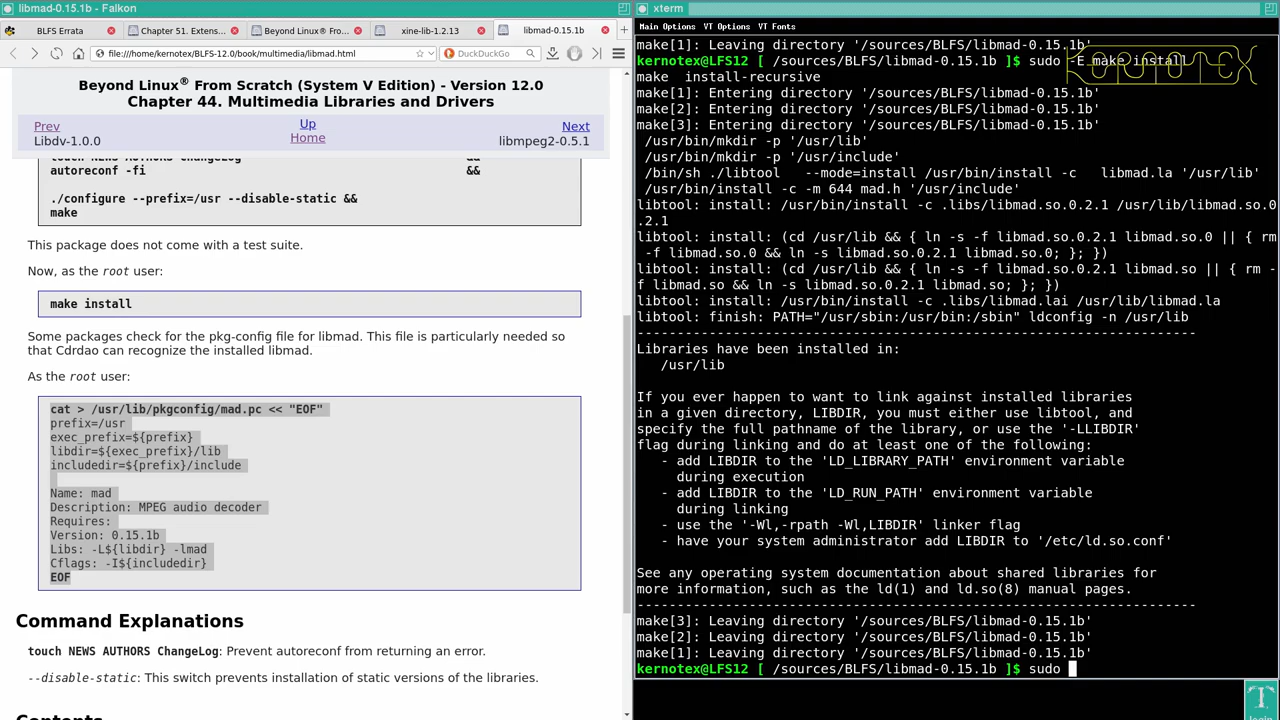 libmad-0.15.1b - Falkon
BLFS Errata
Chapter 51. Extens
Beyond Linux® From S
xine-lib-1.2.13
libmad-0.15.1b
file:///home/kernotex/BLFS-12.0/book/multimedia/libmad.html
DuckDuckGo
Beyond Linux® From Scratch (System V Edition) - Version 12.0
Chapter 44. Multimedia Libraries and Drivers
Prev
Up
Next
Libdv-1.0.0
Home
libmpeg2-0.5.1
touch NEWS AUTHORS ChangeLog &&
autoreconf -fi &&
./configure --prefix=/usr --disable-static &&
make
This package does not come with a test suite.
Now, as the root user:
make install
Some packages check for the pkg-config file for libmad. This file is particularly needed so
that Cdrdao can recognize the installed libmad.
As the root user:
cat > /usr/lib/pkgconfig/mad.pc << "EOF"
prefix=/usr
exec_prefix=${prefix}
libdir=${exec_prefix}/lib
includedir=${prefix}/include
Name: mad
Description: MPEG audio decoder
Requires:
Version: 0.15.1b
Libs: -L${libdir} -lmad
Cflags: -I${includedir}
EOF
Command Explanations
touch NEWS AUTHORS ChangeLog: Prevent autoreconf from returning an error.
--disable-static: This switch prevents installation of static versions of the libraries.
Contents
xterm
Main Options VT Options VT Fonts
make[1]: Leaving directory '/sources/BLFS/libmad-0.15.1b'
kernotex@LFS12 [ /sources/BLFS/libmad-0.15.1b ]$ sudo -E make install
make  install-recursive
make[1]: Entering directory '/sources/BLFS/libmad-0.15.1b'
make[2]: Entering directory '/sources/BLFS/libmad-0.15.1b'
make[3]: Entering directory '/sources/BLFS/libmad-0.15.1b'
/usr/bin/mkdir -p '/usr/lib'
/usr/bin/mkdir -p '/usr/include'
/bin/sh ./libtool   --mode=install /usr/bin/install -c   libmad.la '/usr/lib'
/usr/bin/install -c -m 644 mad.h '/usr/include'
libtool: install: /usr/bin/install -c .libs/libmad.so.0.2.1 /usr/lib/libmad.so.0
.2.1
libtool: install: (cd /usr/lib && { ln -s -f libmad.so.0.2.1 libmad.so.0 || { rm
-f libmad.so.0 && ln -s libmad.so.0.2.1 libmad.so.0; }; })
libtool: install: (cd /usr/lib && { ln -s -f libmad.so.0.2.1 libmad.so || { rm -
f libmad.so && ln -s libmad.so.0.2.1 libmad.so; }; })
libtool: install: /usr/bin/install -c .libs/libmad.lai /usr/lib/libmad.la
libtool: finish: PATH="/usr/sbin:/usr/bin:/sbin" ldconfig -n /usr/lib
----------------------------------------------------------------------
Libraries have been installed in:
/usr/lib
If you ever happen to want to link against installed libraries
in a given directory, LIBDIR, you must either use libtool, and
specify the full pathname of the library, or use the '-LLIBDIR'
flag during linking and do at least one of the following:
- add LIBDIR to the 'LD_LIBRARY_PATH' environment variable
during execution
- add LIBDIR to the 'LD_RUN_PATH' environment variable
during linking
- use the '-Wl,-rpath -Wl,LIBDIR' linker flag
- have your system administrator add LIBDIR to '/etc/ld.so.conf'
See any operating system documentation about shared libraries for
more information, such as the ld(1) and ld.so(8) manual pages.
----------------------------------------------------------------------
make[3]: Leaving directory '/sources/BLFS/libmad-0.15.1b'
make[2]: Leaving directory '/sources/BLFS/libmad-0.15.1b'
make[1]: Leaving directory '/sources/BLFS/libmad-0.15.1b'
kernotex@LFS12 [ /sources/BLFS/libmad-0.15.1b ]$ sudo
KERNOTEX
login